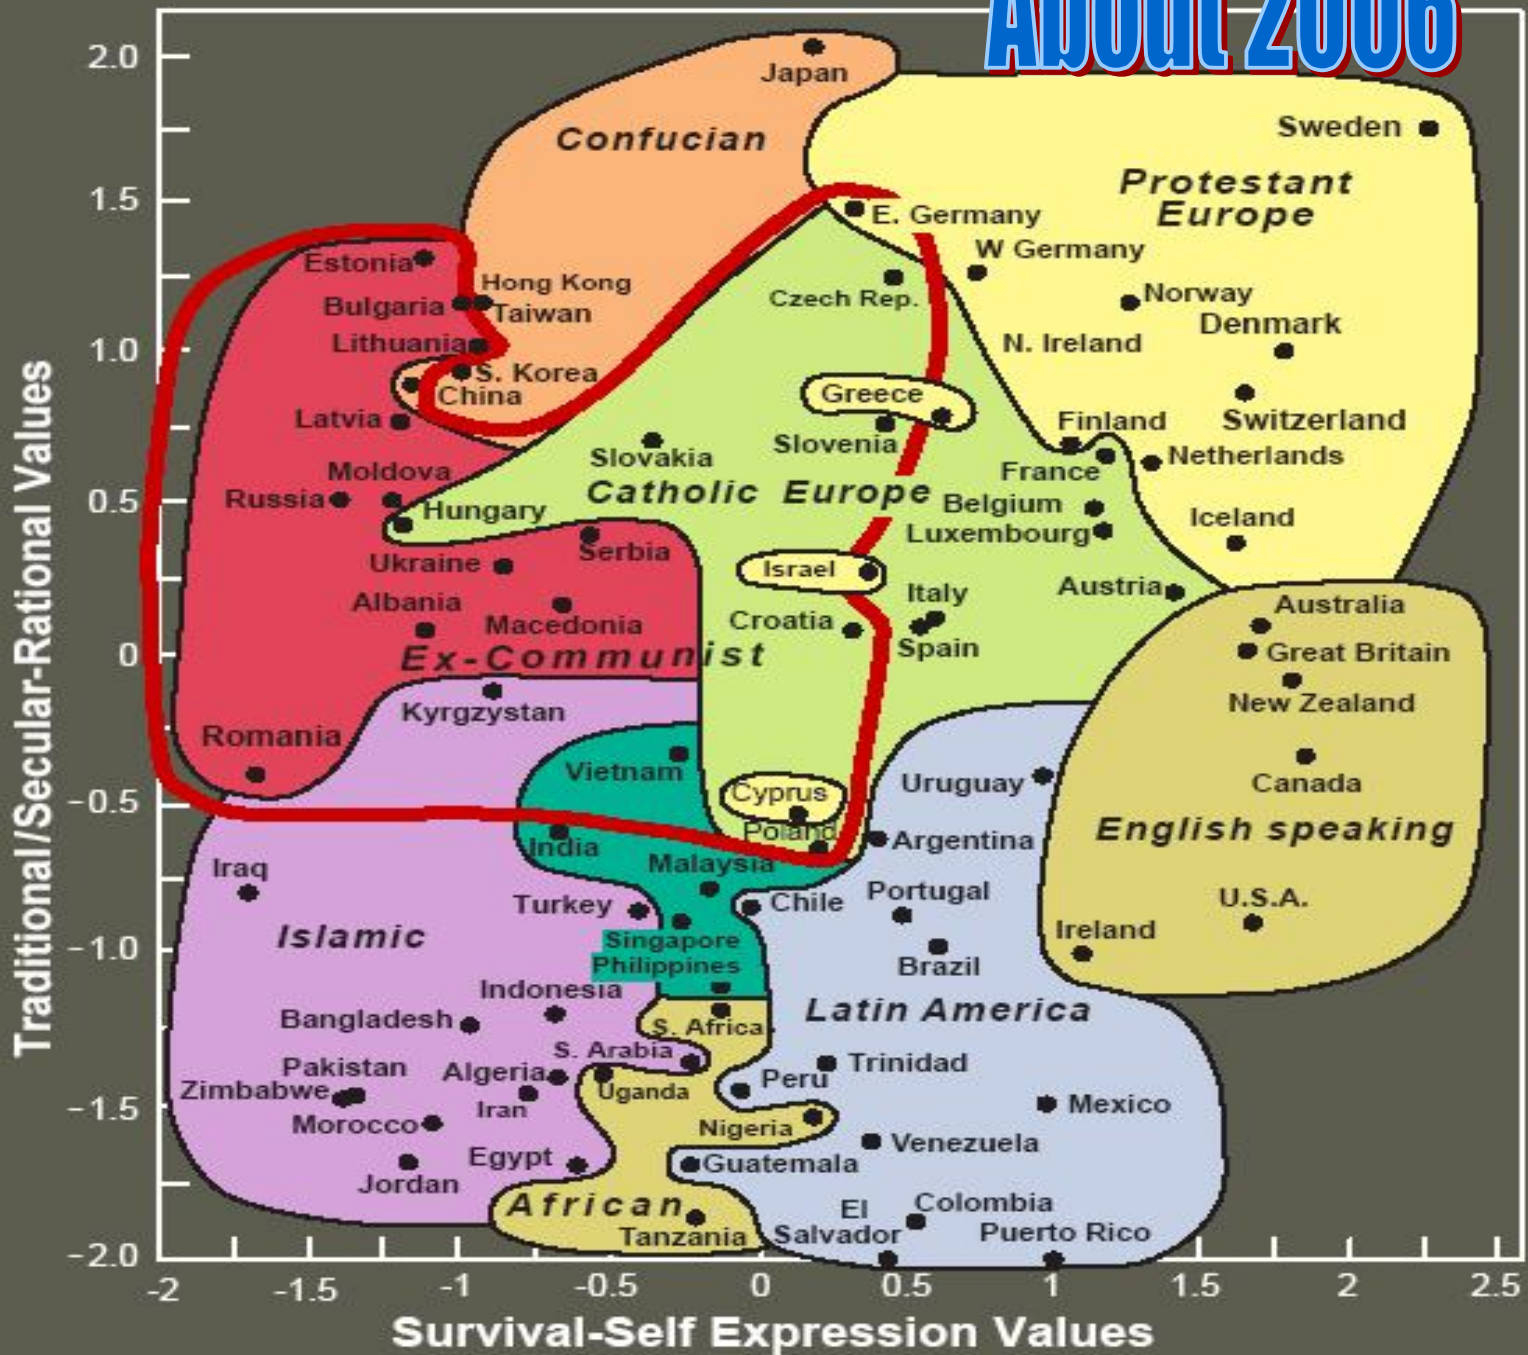 About 2006
Traditional/Secular-Rational Values
2.0
1.5
1.0
0.5
0
-0.5
-1.0
-1.5
-2.0
Japan
Confucian
Sweden
Protestant
Europe
E. Germany
W Germany
Estonia
Hong Kong
Czech Rep.
Norway
Bulgaria
Taiwan
Denmark
Lithuania
N. Ireland
S. Korea
China
Greece
Latvia
Slovenia
Finland
Switzerland
Slovakia
France
Netherlands
Moldova
Russia
Catholic Europe
Hungary
Belgium
Luxembourg
Iceland
Serbia
Ukraine
Israel
Albania
Italy
Austria
Australia
Macedonia
Croatia
Spain
Great Britain
Ex-Communist
New Zealand
Kyrgzystan
Romania
Vietnam
Uruguay
Canada
Cyprus
Poland
English speaking
India
Argentina
Malaysia
Iraq
Turkey
Chile
Portugal
U.S.A.
Islamic
Singapore
Ireland
Philippines
Brazil
Indonesia
Latin America
Bangladesh
S. Africa
S. Arabia
Trinidad
Pakistan
Algeria
Peru
Zimbabwe
Uganda
Mexico
Iran
Morocco
Nigeria
Venezuela
Egypt
Guatemala
Jordan
African
El
Salvador
Colombia
Tanzania
Puerto Rico
-2 -1.5 -1 -0.5 0 0.5 1 1.5 2 2.5
Survival-Self Expression Values